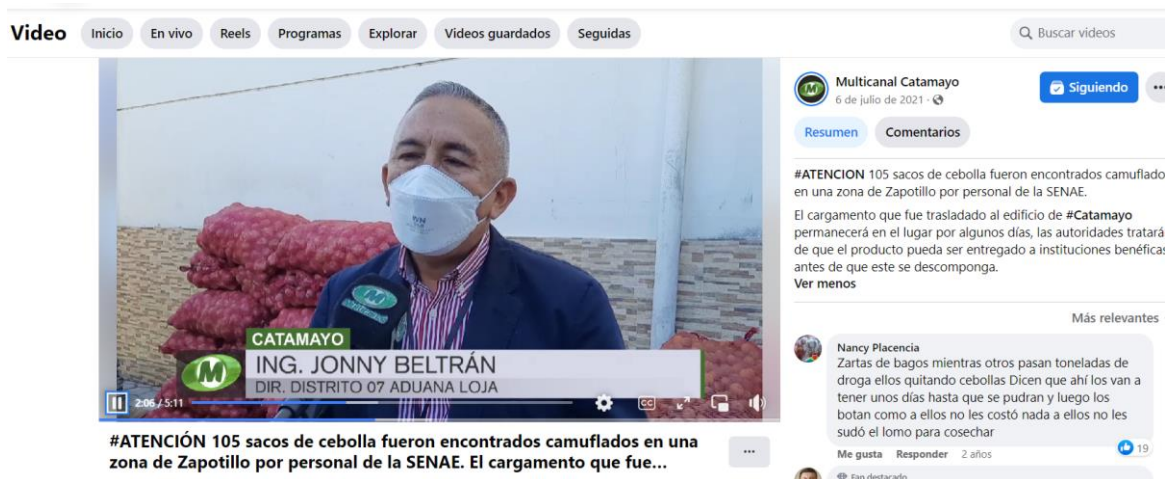 Video
Inicio
En vivo
Reels
Programas
Explorar
Videos guardados
Seguidas
Buscar videos
M
CATAMAYO
M
ING. JONNY BELTRÁN
DIR. DISTRITO 07 ADUANA LOJA
2:06 / 5:11
CC
#ATENCIÓN 105 sacos de cebolla fueron encontrados camuflados en una
zona de Zapotillo por personal de la SENAE. El cargamento que fue...
Multicanal Catamayo
6 de julio de 2021 ·
Siguiendo
Resumen
Comentarios
#ATENCION 105 sacos de cebolla fueron encontrados camuflado
en una zona de Zapotillo por personal de la SENAE.
El cargamento que fue trasladado al edificio de #Catamayo
permanecerá en el lugar por algunos días, las autoridades tratará
de que el producto pueda ser entregado a instituciones benéficas
antes de que este se descomponga.
Ver menos
Más relevantes
Nancy Placencia
Zartas de bagos mientras otros pasan toneladas de
droga ellos quitando cebollas Dicen que ahí los van a
tener unos días hasta que se pudran y luego los
botan como a ellos no les costó nada a ellos no les
sudó el lomo para cosechar
Me gusta Responder 2 años
19
Fan destacado